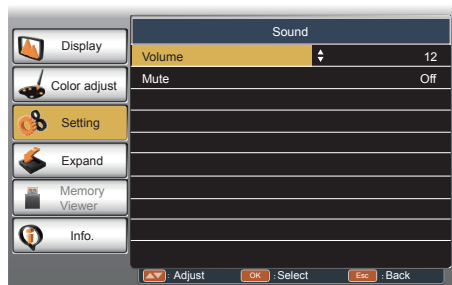 Sound
Display
Volume 12
Color adjust
Mute Off
Setting
Expand
Memory
Viewer
Info.
: Adjust OK : Select Esc : Back